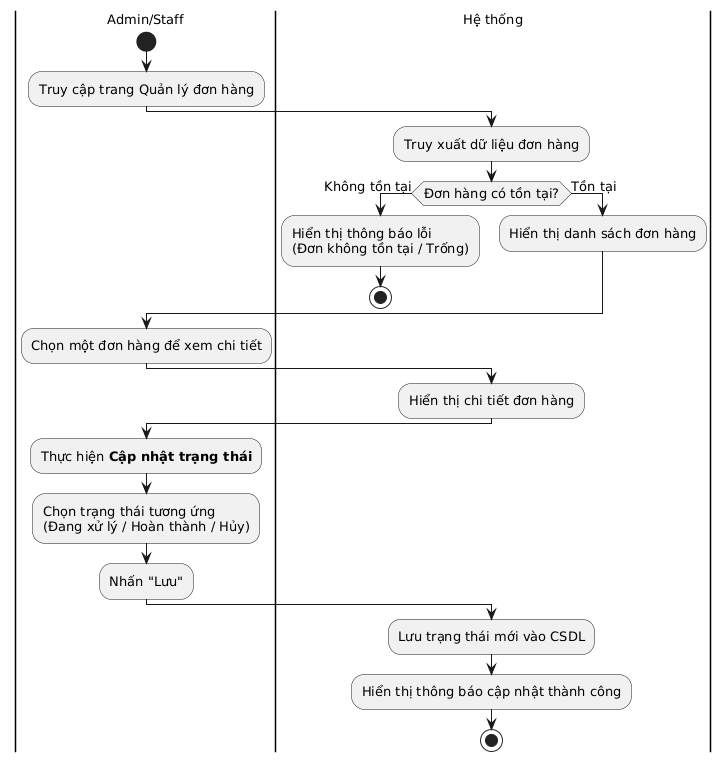 Admin/Staff
Hệ thống
Truy cập trang Quản lý đơn hàng
Truy xuất dữ liệu đơn hàng
Không tồn tại
Đơn hàng có tồn tại?
Tồn tại
Hiển thị thông báo lỗi
(Đơn không tồn tại / Trống)
Hiển thị danh sách đơn hàng
Chọn một đơn hàng để xem chi tiết
Hiển thị chi tiết đơn hàng
Thực hiện Cập nhật trạng thái
Chọn trạng thái tương ứng
(Đang xử lý / Hoàn thành / Hủy)
Nhấn "Lưu"
Lưu trạng thái mới vào CSDL
Hiển thị thông báo cập nhật thành công